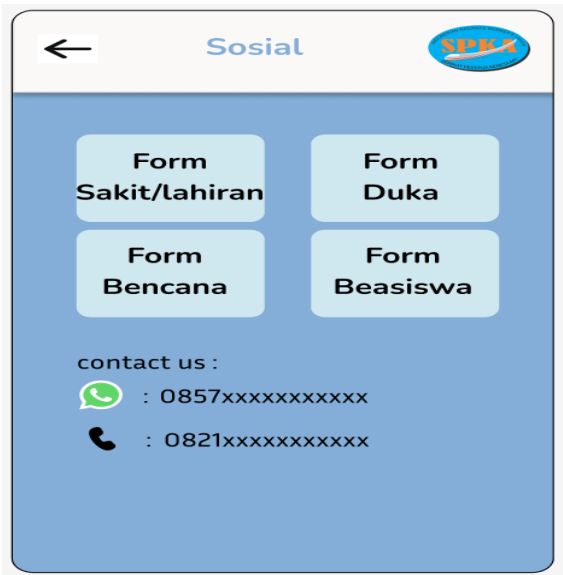 Sosial
SPKA
Form
Sakit/lahiran
Form
Duka
Form
Bencana
Form
Beasiswa
contact us :
: 0857xxxxxxxxxxx
: 0821xxxxxxxxxxx